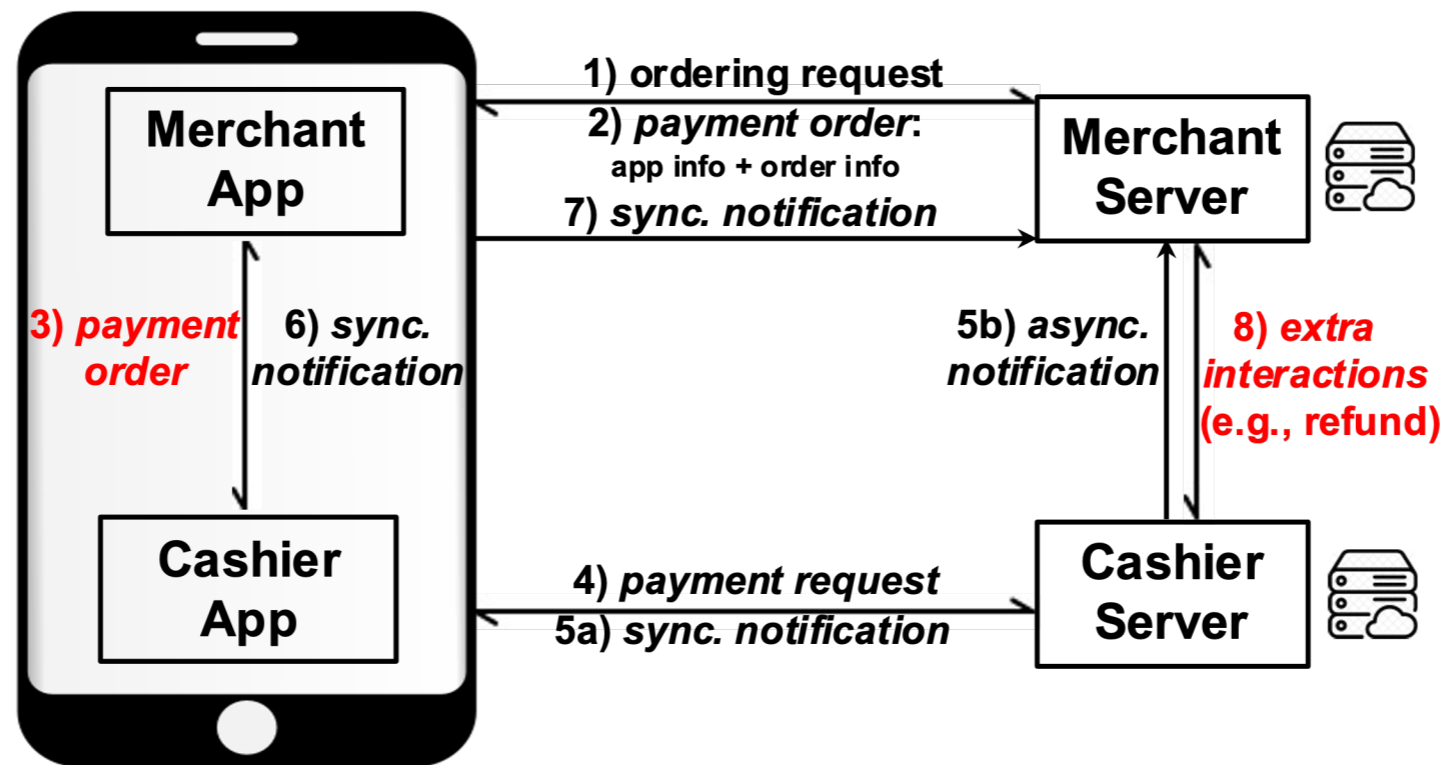 1) ordering request
Merchant
App
2) payment order:
app info + order info
Merchant
Server
7) sync. notification
3) payment
order
6) sync.
notification
5b) async.
notification
8) extra
interactions
(e.g., refund)
Cashier
App
4) payment request
5a) sync. notification
Cashier
Server